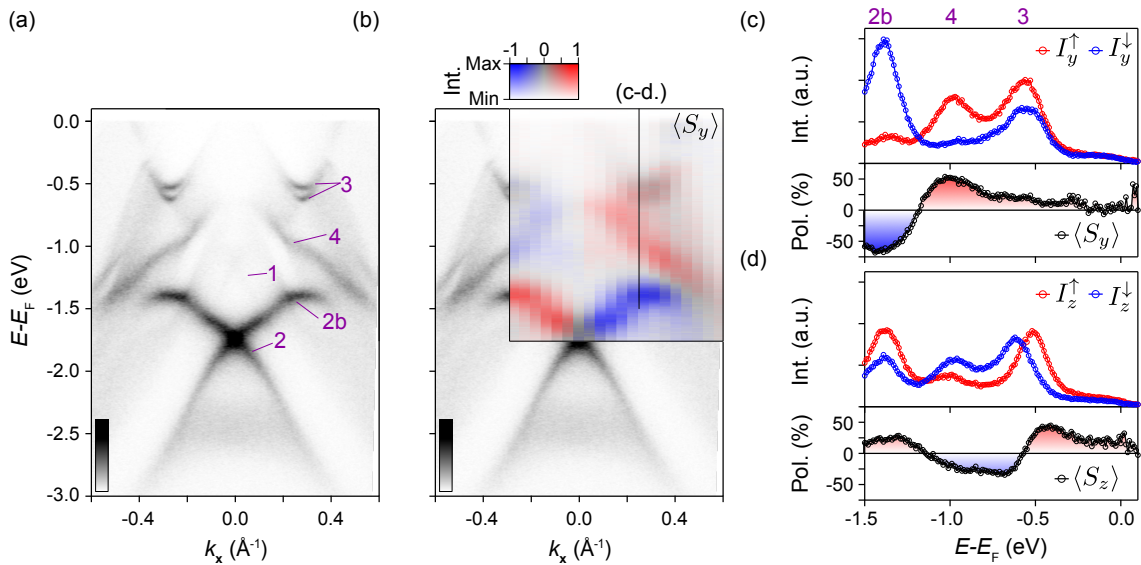 (a)
(b)
(c)
2b 4 3
-1 0 1
Int.
Max
Min
(c-d.)
⟨S_y⟩
I_y^↑ I_y^↓
Int. (a.u.)
50
0
-50
Pol. (%)
⟨S_y⟩
(d)
I_z^↑ I_z^↓
Int. (a.u.)
50
0
-50
Pol. (%)
⟨S_z⟩
-1.5 -1.0 -0.5 0.0
E-E_F (eV)
0.0
-0.5
-1.0
-1.5
-2.0
-2.5
-3.0
E-E_F (eV)
3
4
1
2b
2
-0.4 0.0 0.4
k_x (Å⁻¹)
-0.4 0.0 0.4
k_x (Å⁻¹)